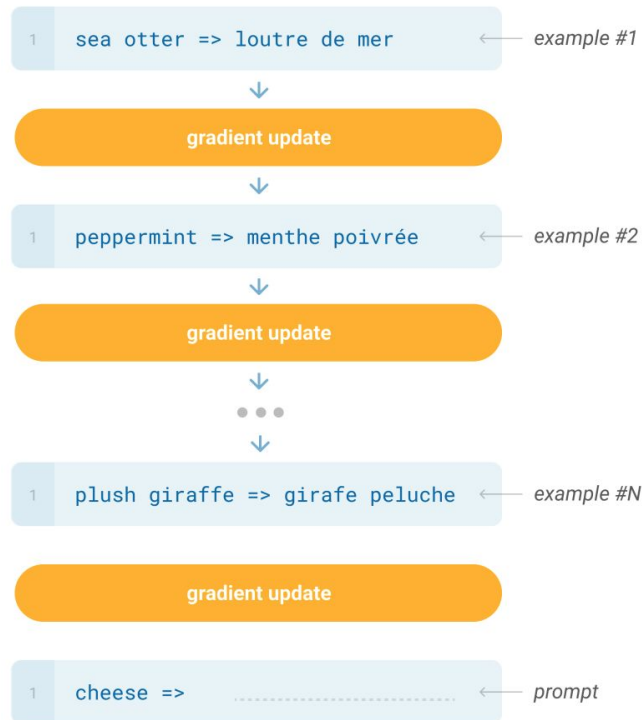 1 sea otter => loutre de mer example #1
gradient update
1 peppermint => menthe poivrée example #2
gradient update
1 plush giraffe => girafe peluche example #N
gradient update
1 cheese => prompt